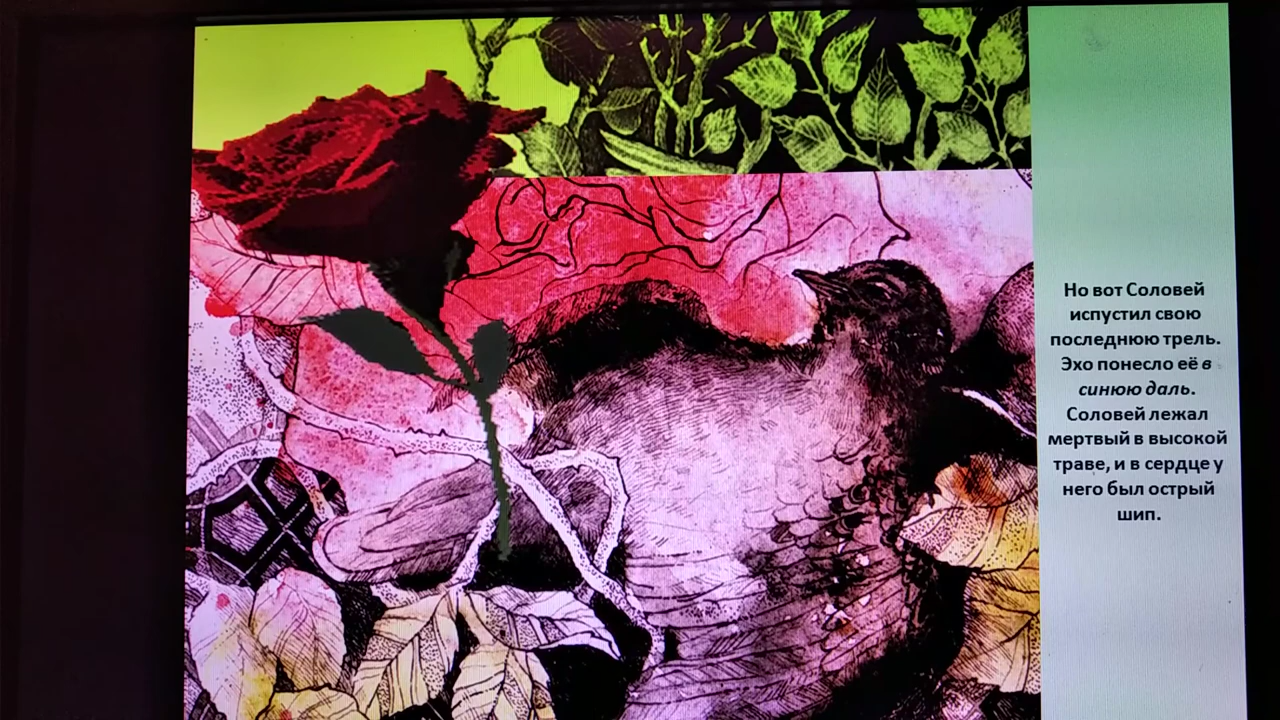 Но вот Соловей
испустил свою
последнюю трель.
Эхо понесло её в
синюю даль.
Соловей лежал
мертвый в высокой
траве, и в сердце у
него был острый
шип.